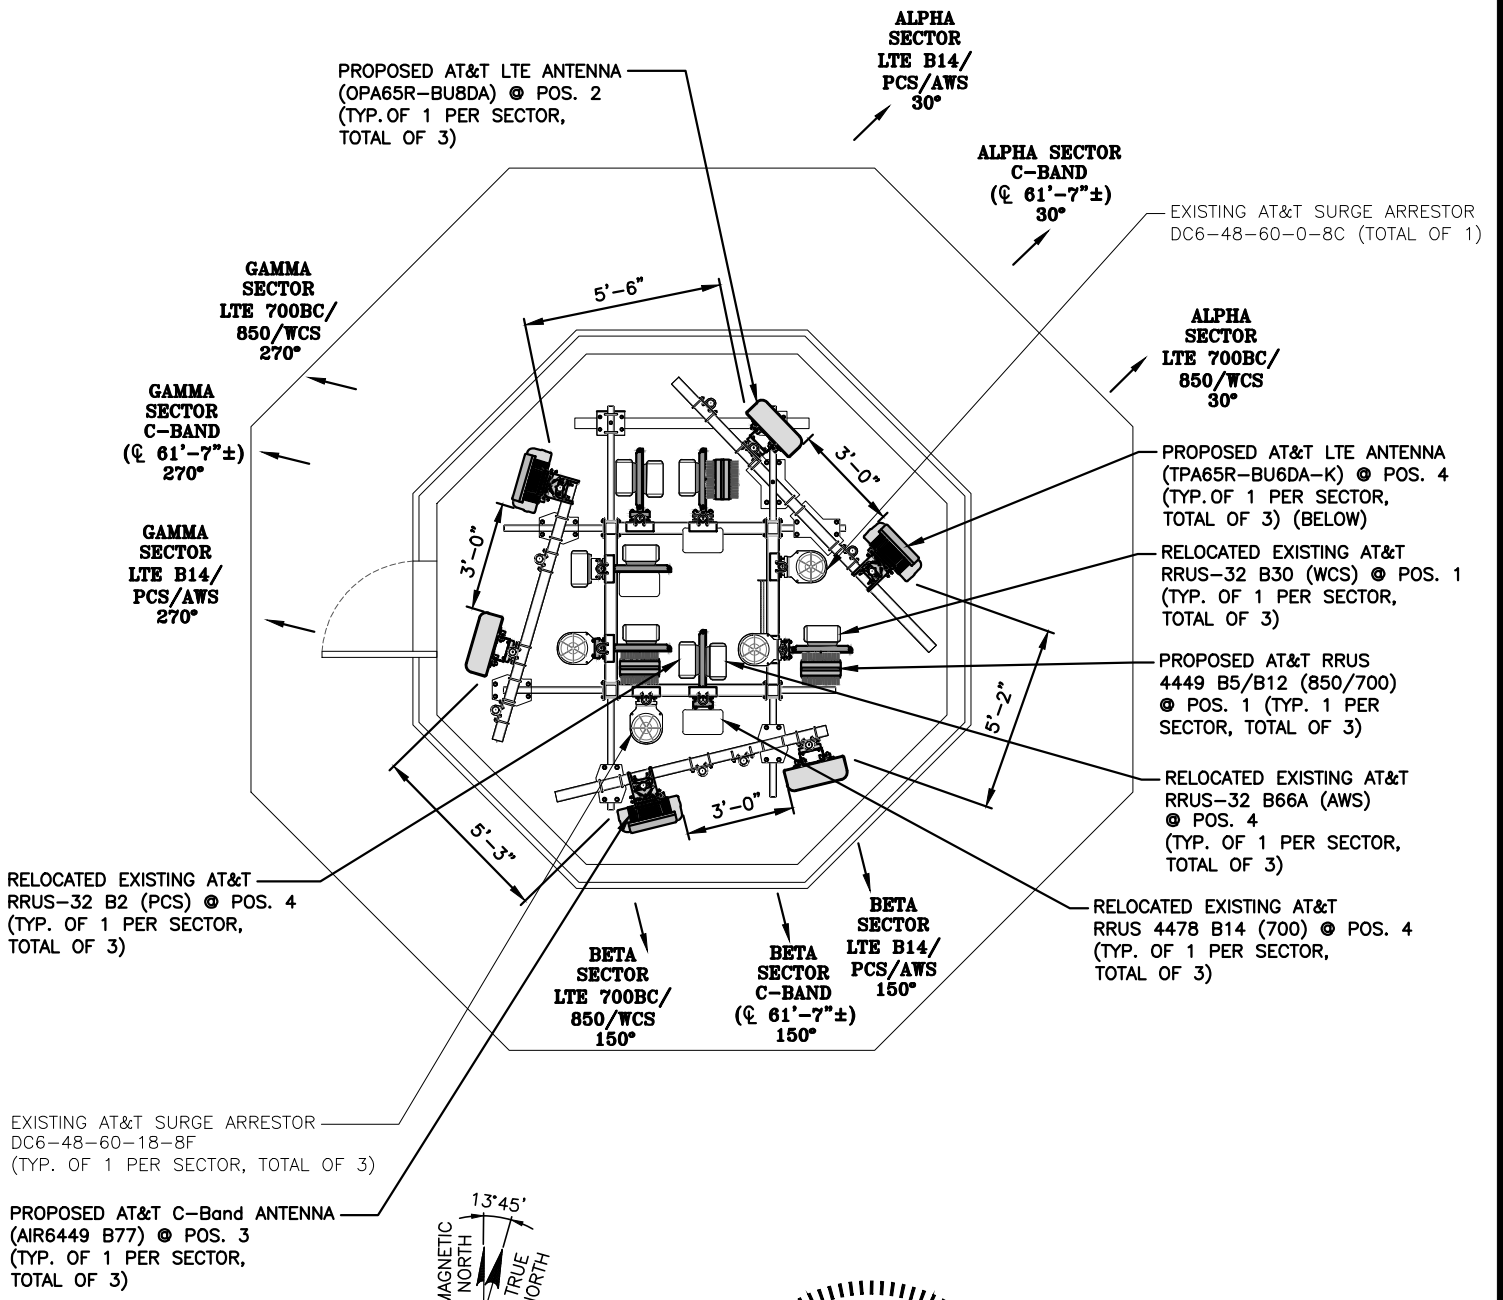 ALPHA
SECTOR
LTE B14/
PCS/AWS
30°
PROPOSED AT&T LTE ANTENNA
(OPA65R-BU8DA) @ POS. 2
(TYP.OF 1 PER SECTOR,
TOTAL OF 3)
ALPHA SECTOR
C-BAND
(℄ 61'-7"±)
30°
EXISTING AT&T SURGE ARRESTOR
DC6-48-60-0-8C (TOTAL OF 1)
GAMMA
SECTOR
LTE 700BC/
850/WCS
270°
5'-6"
ALPHA
SECTOR
LTE 700BC/
850/WCS
30°
GAMMA
SECTOR
C-BAND
(℄ 61'-7"±)
270°
3'-0"
PROPOSED AT&T LTE ANTENNA
(TPA65R-BU6DA-K) @ POS. 4
(TYP.OF 1 PER SECTOR,
TOTAL OF 3) (BELOW)
GAMMA
SECTOR
LTE B14/
PCS/AWS
270°
3'-0"
RELOCATED EXISTING AT&T
RRUS-32 B30 (WCS) @ POS. 1
(TYP. OF 1 PER SECTOR,
TOTAL OF 3)
PROPOSED AT&T RRUS
4449 B5/B12 (850/700)
@ POS. 1 (TYP. 1 PER
SECTOR, TOTAL OF 3)
5'-2"
RELOCATED EXISTING AT&T
RRUS-32 B66A (AWS)
@ POS. 4
(TYP. OF 1 PER SECTOR,
TOTAL OF 3)
3'-0"
5'-3"
RELOCATED EXISTING AT&T
RRUS-32 B2 (PCS) @ POS. 4
(TYP. OF 1 PER SECTOR,
TOTAL OF 3)
RELOCATED EXISTING AT&T
RRUS 4478 B14 (700) @ POS. 4
(TYP. OF 1 PER SECTOR,
TOTAL OF 3)
BETA
SECTOR
LTE B14/
PCS/AWS
150°
BETA
SECTOR
LTE 700BC/
850/WCS
150°
BETA
SECTOR
C-BAND
(℄ 61'-7"±)
150°
EXISTING AT&T SURGE ARRESTOR
DC6-48-60-18-8F
(TYP. OF 1 PER SECTOR, TOTAL OF 3)
PROPOSED AT&T C-Band ANTENNA
(AIR6449 B77) @ POS. 3
(TYP. OF 1 PER SECTOR,
TOTAL OF 3)
13°45'
MAGNETIC
NORTH
TRUE
NORTH